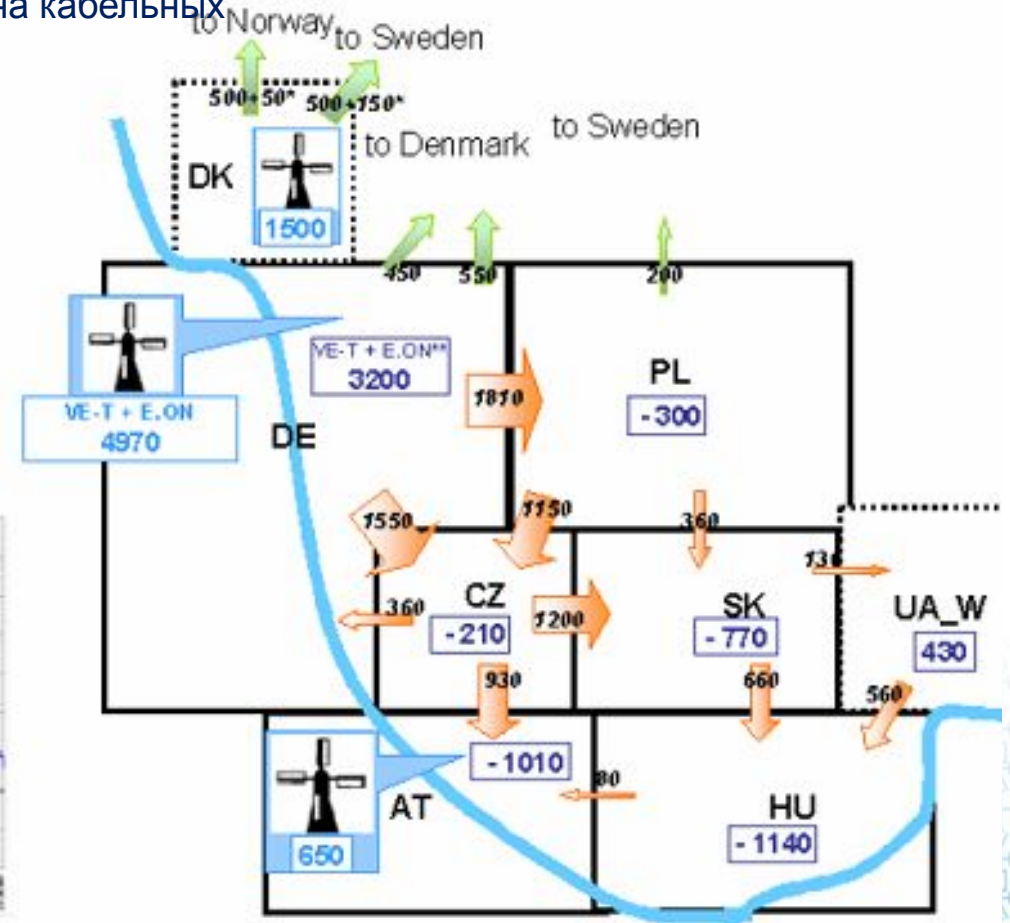 на кабельных
to Norway
to Sweden
500+50*
500+150*
to Denmark
to Sweden
DK
1500
450
550
200
VE-T + E.ON**
3200
1810
PL
-300
VE-T + E.ON
4970
DE
1550
1150
360
130
360
CZ
-210
1200
SK
-770
UA_W
430
930
660
560
-1010
80
AT
HU
-1140
650